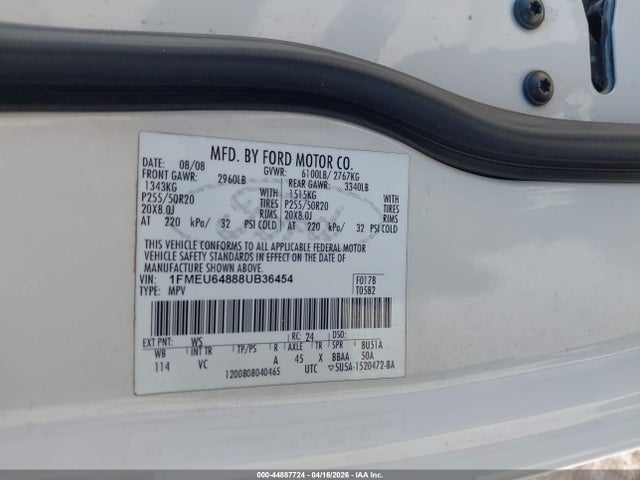 MFD. BY FORD MOTOR CO.
DATE: 08/08 GVWR: 6100LB/ 2767KG
FRONT GAWR: 2960LB REAR GAWR: 3340LB
1343KG WITH 1515KG WITH
P255/50R20 TIRES P255/50R20 TIRES
20X8.0J RIMS 20X8.0J RIMS
AT 220 kPa/ 32 PSI COLD AT 220 kPa/ 32 PSI COLD
THIS VEHICLE CONFORMS TO ALL APPLICABLE FEDERAL MOTOR
VEHICLE SAFETY STANDARDS IN EFFECT ON THE DATE OF
MANUFACTURE SHOWN ABOVE.
VIN: 1FMEU64888UB36454 F0178
TYPE: MPV T0582
EXT PNT: WS RC: 24 DSO:
WB INT TR TP/PS R AXLE TR SPR 8U51A
114 VC A 45 X BBAA 50A
1200808040465 UTC ▽5U5A-1520472-BA
000-44887724 - 04/16/2026 - IAA Inc.